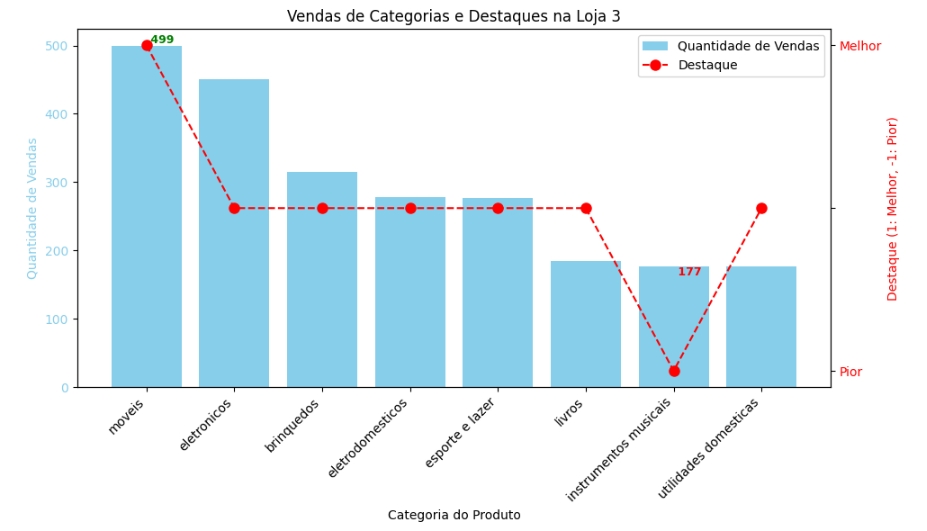 Vendas de Categorias e Destaques na Loja 3
Quantidade de Vendas
500
400
300
200
100
0
499
177
Quantidade de Vendas
Destaque
Melhor
Pior
Destaque (1: Melhor, -1: Pior)
moveis
eletronicos
brinquedos
eletrodomesticos
esporte e lazer
livros
instrumentos musicais
utilidades domesticas
Categoria do Produto